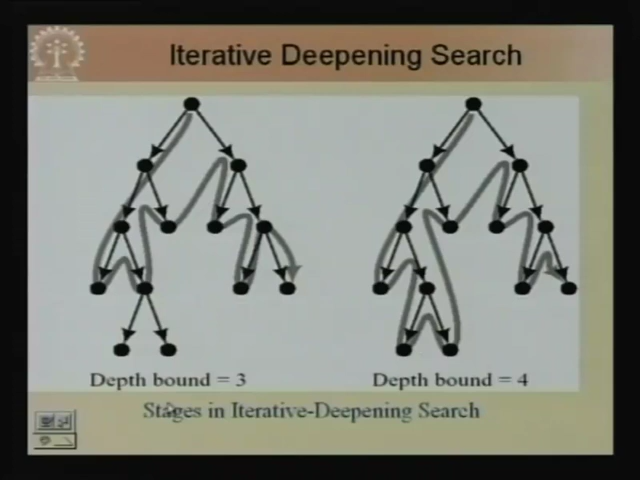 Iterative Deepening Search
Depth bound = 3
Depth bound = 4
Stages in Iterative-Deepening Search